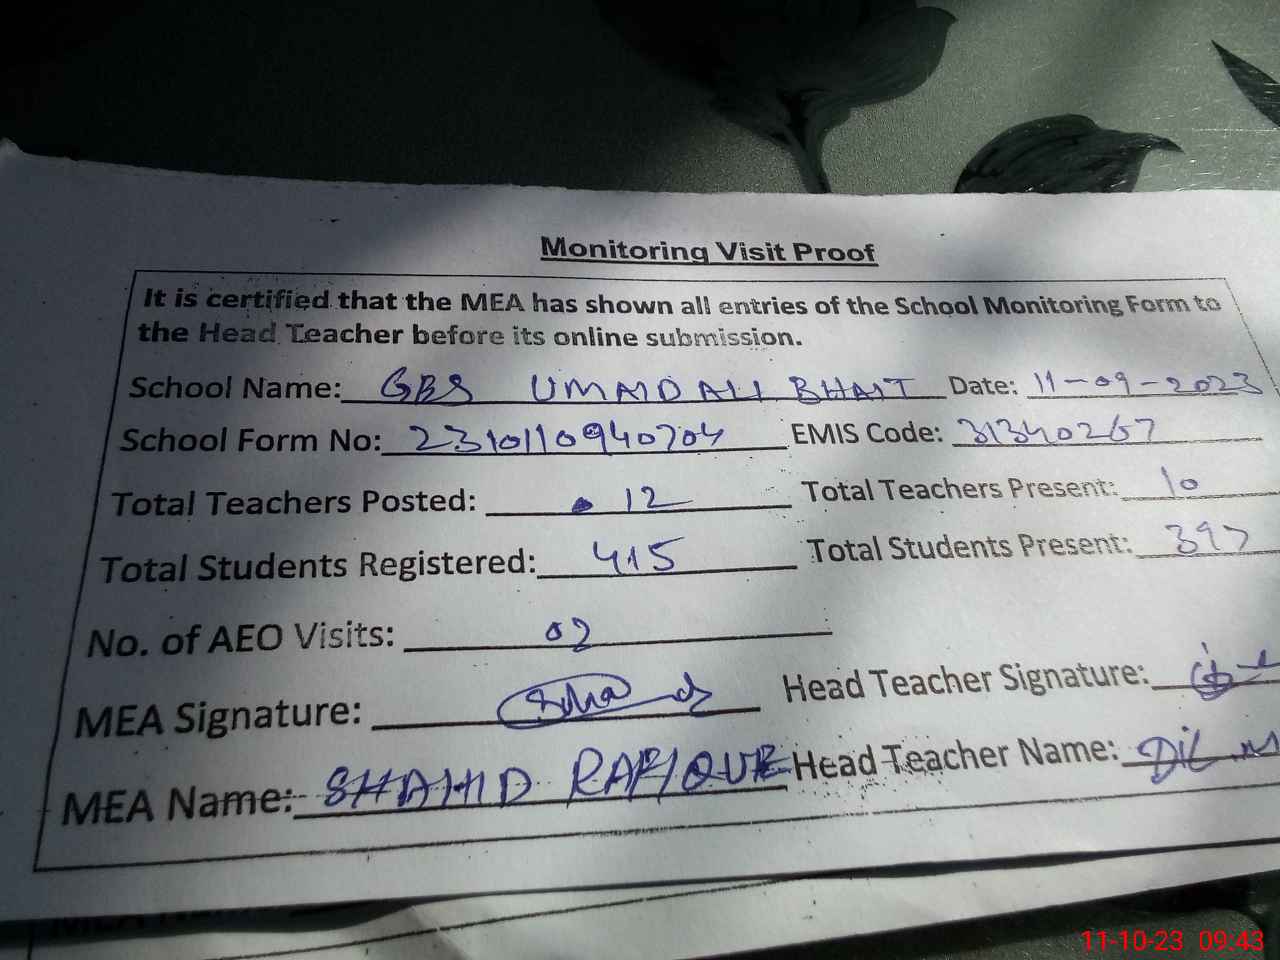 Monitoring Visit Proof
It is certified that the MEA has shown all entries of the School Monitoring Form to
the Head Teacher before its online submission.
School Name: GBS UMAID ALI BHAIT Date: 11-09-2023
School Form No: 2310110940704 EMIS Code: 31340267
Total Teachers Posted: 12 Total Teachers Present: 10
Total Students Registered: 415 Total Students Present: 397
No. of AEO Visits: 02
MEA Signature: Head Teacher Signature:
MEA Name: SHAHID RAFIQUE Head Teacher Name: Dil
11-10-23 09:43